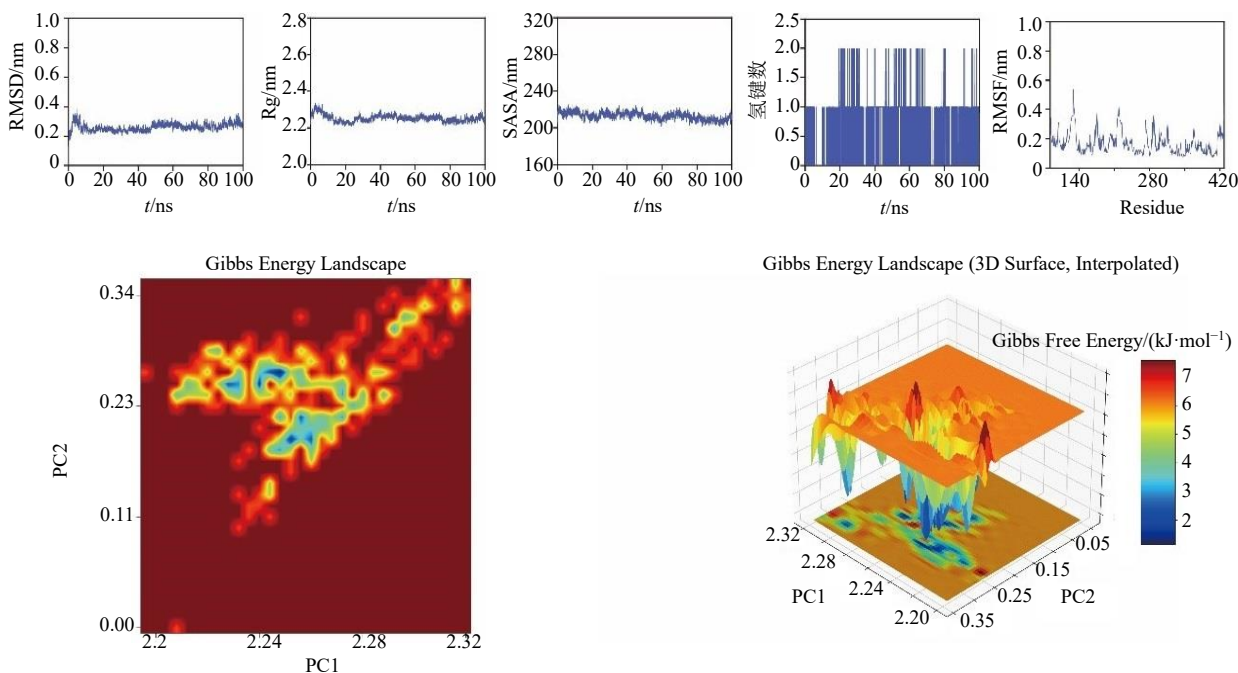 1.0
0.8
0.6
0.4
0.2
0
RMSD/nm
0 20 40 60 80 100
t/ns
2.8
2.6
2.4
2.2
2.0
Rg/nm
0 20 40 60 80 100
t/ns
320
280
240
200
160
SASA/nm
0 20 40 60 80 100
t/ns
2.5
2.0
1.5
1.0
0.5
0
氢键数
0 20 40 60 80 100
t/ns
1.0
0.8
0.6
0.4
0.2
0
RMSF/nm
140 280 420
Residue
Gibbs Energy Landscape
0.34
0.23
0.11
0.00
PC2
2.2 2.24 2.28 2.32
PC1
Gibbs Energy Landscape (3D Surface, Interpolated)
Gibbs Free Energy/(kJ·mol⁻¹)
7
6
5
4
3
2
2.32
2.28
2.24
2.20
PC1
0.05
0.15
0.25
0.35
PC2